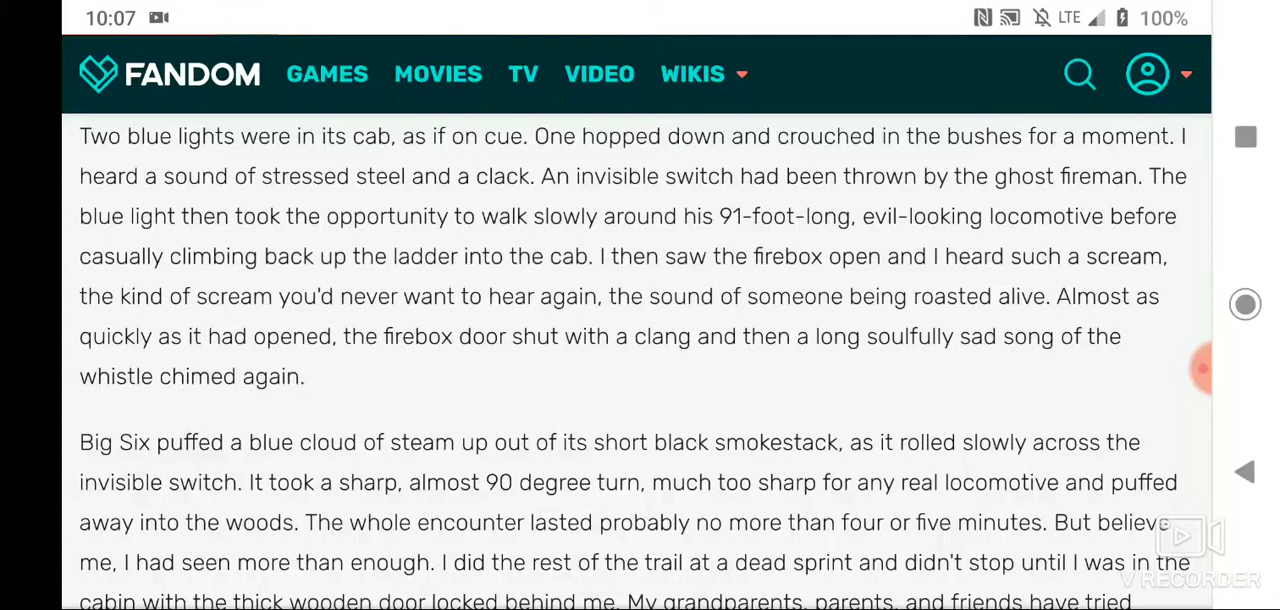 10:07 LTE 100%
FANDOM GAMES MOVIES TV VIDEO WIKIS
Two blue lights were in its cab, as if on cue. One hopped down and crouched in the bushes for a moment. I
heard a sound of stressed steel and a clack. An invisible switch had been thrown by the ghost fireman. The
blue light then took the opportunity to walk slowly around his 91-foot-long, evil-looking locomotive before
casually climbing back up the ladder into the cab. I then saw the firebox open and I heard such a scream,
the kind of scream you'd never want to hear again, the sound of someone being roasted alive. Almost as
quickly as it had opened, the firebox door shut with a clang and then a long soulfully sad song of the
whistle chimed again.
Big Six puffed a blue cloud of steam up out of its short black smokestack, as it rolled slowly across the
invisible switch. It took a sharp, almost 90 degree turn, much too sharp for any real locomotive and puffed
away into the woods. The whole encounter lasted probably no more than four or five minutes. But believe
me, I had seen more than enough. I did the rest of the trail at a dead sprint and didn't stop until I was in the
V RECORDER
cabin with the thick wooden door locked behind me. My grandparents, parents, and friends have tried